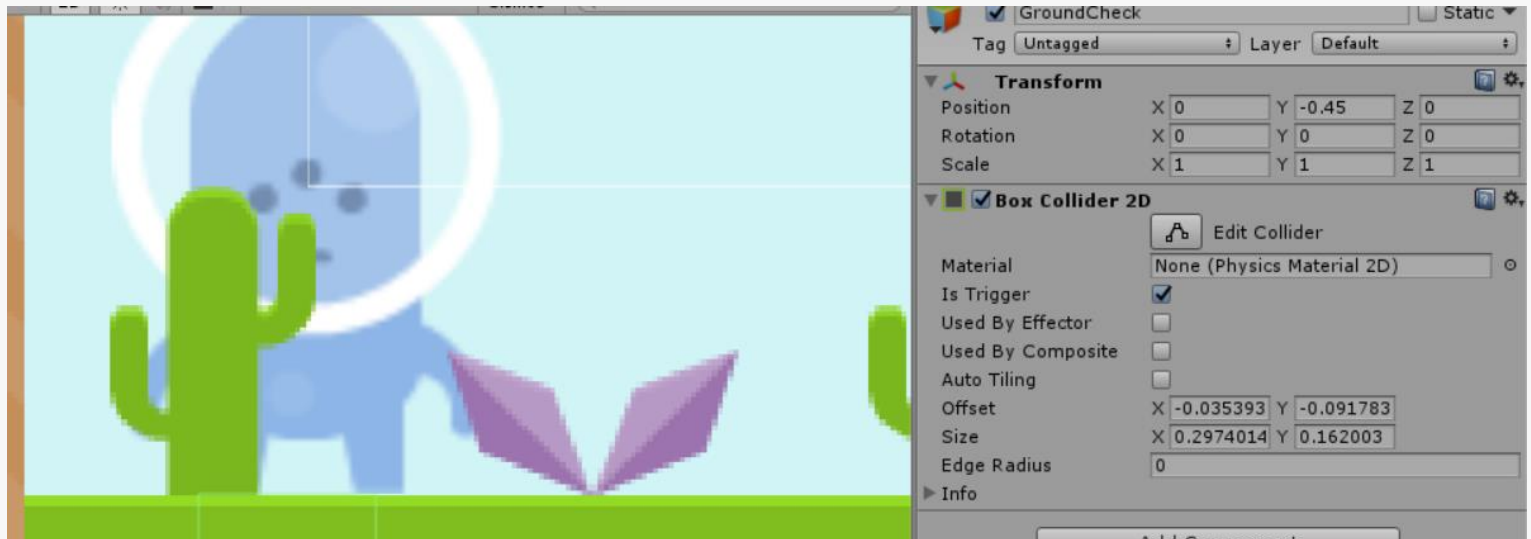 GroundCheck Static
Tag Untagged Layer Default
Transform
Position X 0 Y -0.45 Z 0
Rotation X 0 Y 0 Z 0
Scale X 1 Y 1 Z 1
Box Collider 2D
Edit Collider
Material None (Physics Material 2D)
Is Trigger
Used By Effector
Used By Composite
Auto Tiling
Offset X -0.035393 Y -0.091783
Size X 0.2974014 Y 0.162003
Edge Radius 0
Info